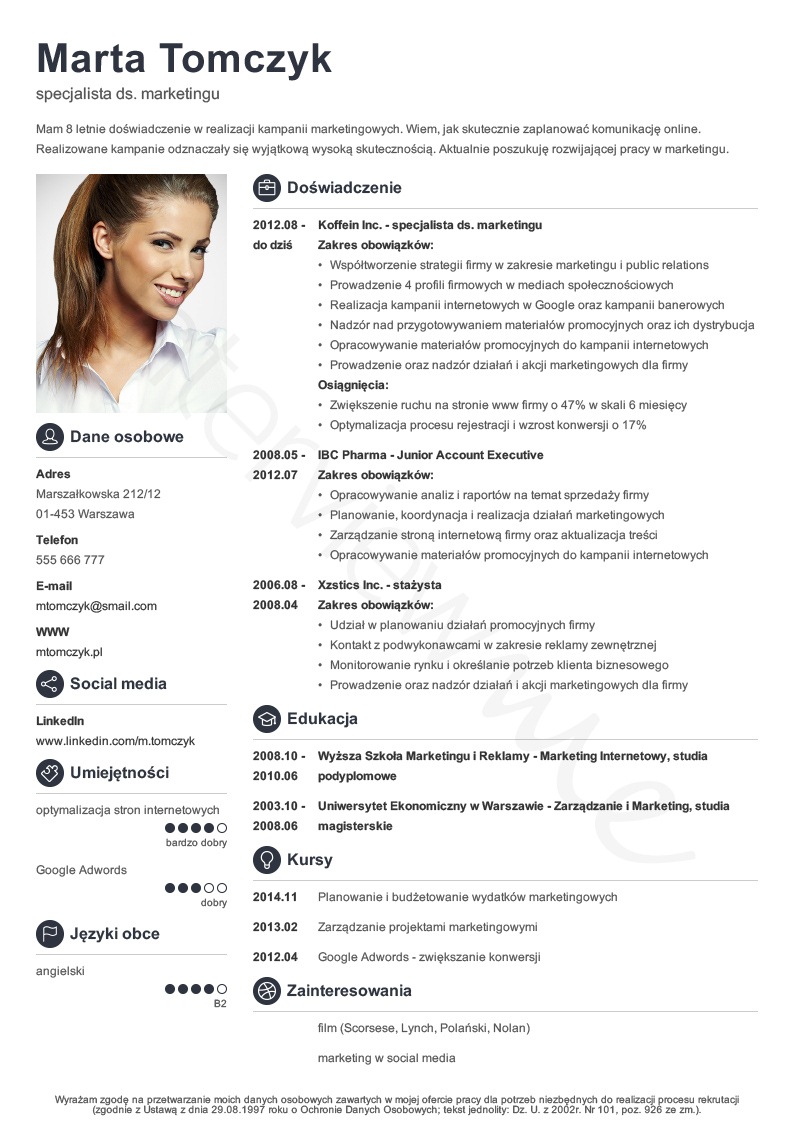 Marta Tomczyk
specjalista ds. marketingu
Mam 8 letnie doświadczenie w realizacji kampanii marketingowych. Wiem, jak skutecznie zaplanować komunikację online.
Realizowane kampanie odznaczały się wyjątkową wysoką skutecznością. Aktualnie poszukuję rozwijającej pracy w marketingu.
Dane osobowe
Adres
Marszałkowska 212/12
01-453 Warszawa
Telefon
555 666 777
E-mail
mtomczyk@smail.com
WWW
mtomczyk.pl
Social media
LinkedIn
www.linkedin.com/m.tomczyk
Umiejętności
optymalizacja stron internetowych
bardzo dobry
Google Adwords
dobry
Języki obce
angielski
B2
Doświadczenie
2012.08 - Koffein Inc. - specjalista ds. marketingu
do dziś Zakres obowiązków:
• Współtworzenie strategii firmy w zakresie marketingu i public relations
• Prowadzenie 4 profili firmowych w mediach społecznościowych
• Realizacja kampanii internetowych w Google oraz kampanii banerowych
• Nadzór nad przygotowywaniem materiałów promocyjnych oraz ich dystrybucja
• Opracowywanie materiałów promocyjnych do kampanii internetowych
• Prowadzenie oraz nadzór działań i akcji marketingowych dla firmy
Osiągnięcia:
• Zwiększenie ruchu na stronie www firmy o 47% w skali 6 miesięcy
• Optymalizacja procesu rejestracji i wzrost konwersji o 17%
2008.05 - IBC Pharma - Junior Account Executive
2012.07 Zakres obowiązków:
• Opracowywanie analiz i raportów na temat sprzedaży firmy
• Planowanie, koordynacja i realizacja działań marketingowych
• Zarządzanie stroną internetową firmy oraz aktualizacja treści
• Opracowywanie materiałów promocyjnych do kampanii internetowych
2006.08 - Xzstics Inc. - stażysta
2008.04 Zakres obowiązków:
• Udział w planowaniu działań promocyjnych firmy
• Kontakt z podwykonawcami w zakresie reklamy zewnętrznej
• Monitorowanie rynku i określanie potrzeb klienta biznesowego
• Prowadzenie oraz nadzór działań i akcji marketingowych dla firmy
Edukacja
2008.10 - Wyższa Szkoła Marketingu i Reklamy - Marketing Internetowy, studia
2010.06 podyplomowe
2003.10 - Uniwersytet Ekonomiczny w Warszawie - Zarządzanie i Marketing, studia
2008.06 magisterskie
Kursy
2014.11 Planowanie i budżetowanie wydatków marketingowych
2013.02 Zarządzanie projektami marketingowymi
2012.04 Google Adwords - zwiększanie konwersji
Zainteresowania
film (Scorsese, Lynch, Polański, Nolan)
marketing w social media
Wyrażam zgodę na przetwarzanie moich danych osobowych zawartych w mojej ofercie pracy dla potrzeb niezbędnych do realizacji procesu rekrutacji
(zgodnie z Ustawą z dnia 29.08.1997 roku o Ochronie Danych Osobowych; tekst jednolity: Dz. U. z 2002r. Nr 101, poz. 926 ze zm.).
interviewme